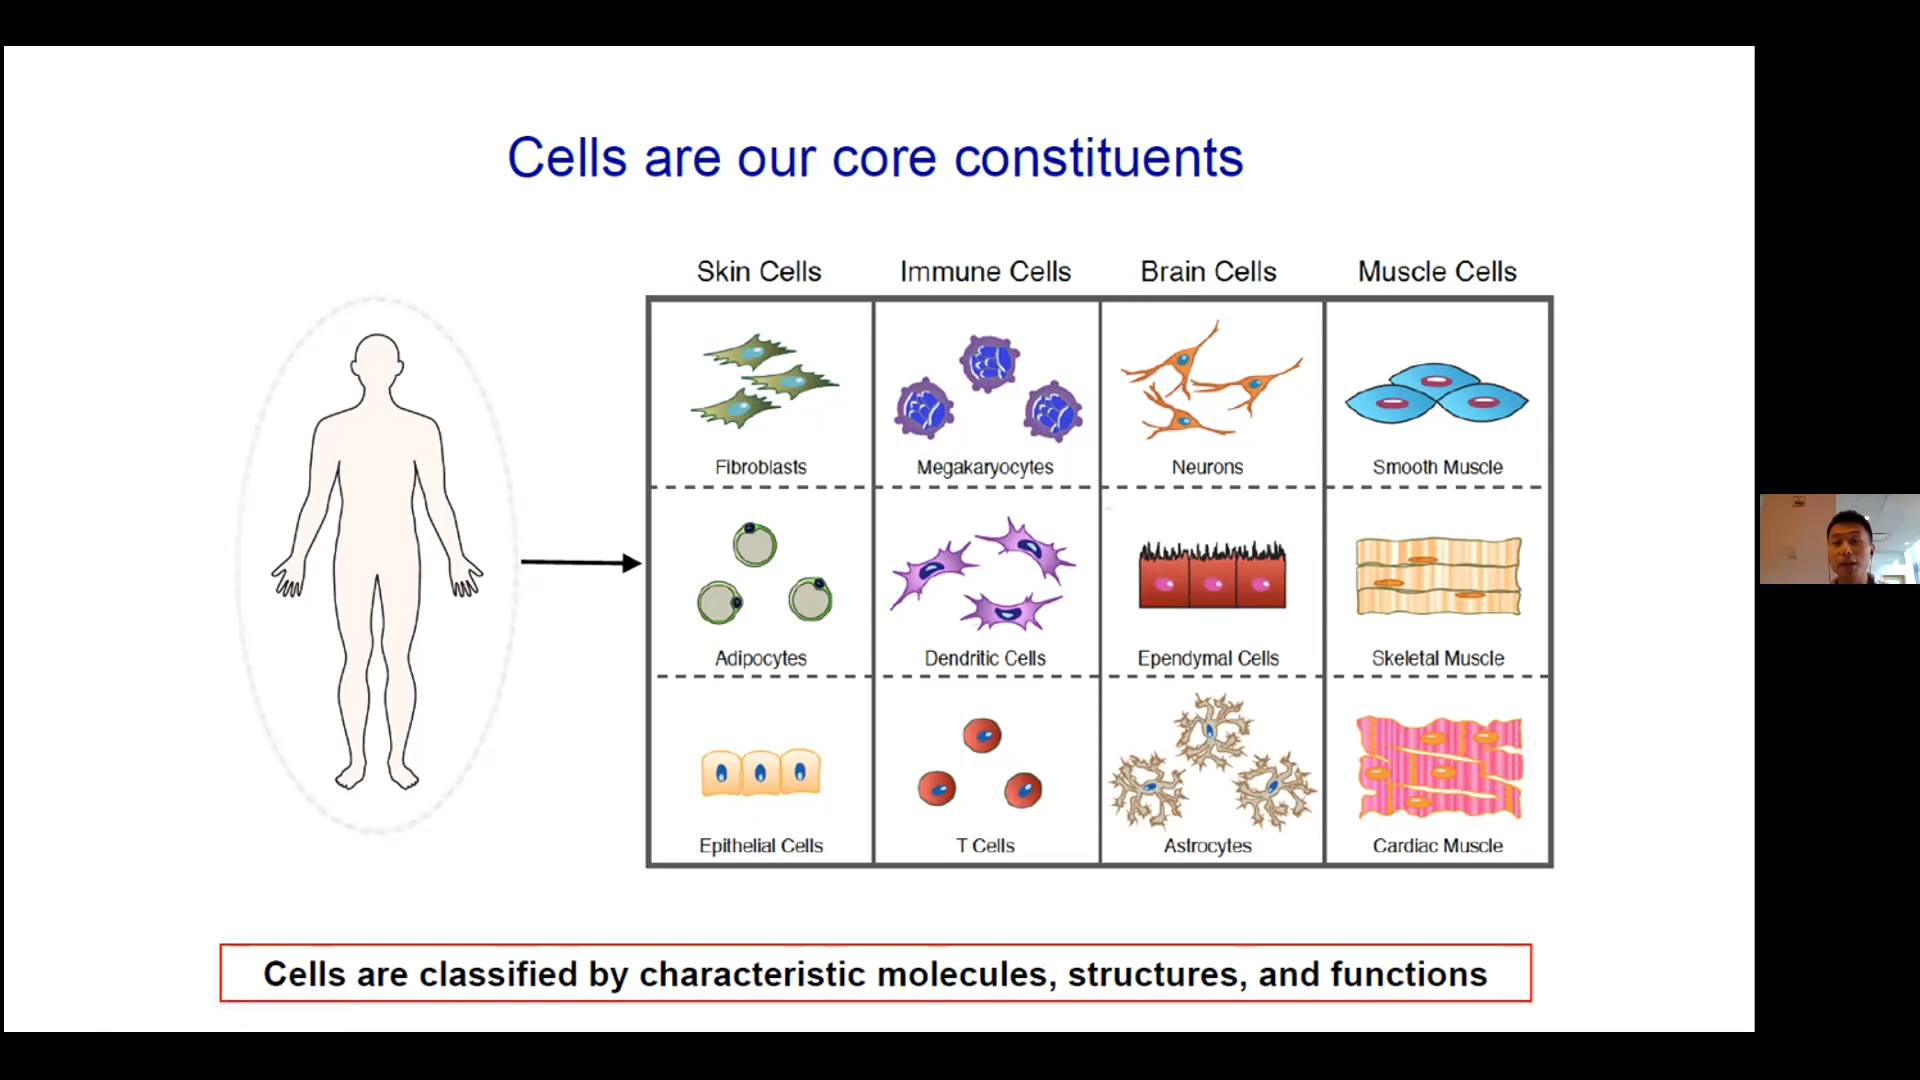 Cells are our core constituents
Skin Cells
Immune Cells
Brain Cells
Muscle Cells
Fibroblasts
Megakaryocytes
Neurons
Smooth Muscle
Adipocytes
Dendritic Cells
Ependymal Cells
Skeletal Muscle
Epithelial Cells
T Cells
Astrocytes
Cardiac Muscle
Cells are classified by characteristic molecules, structures, and functions